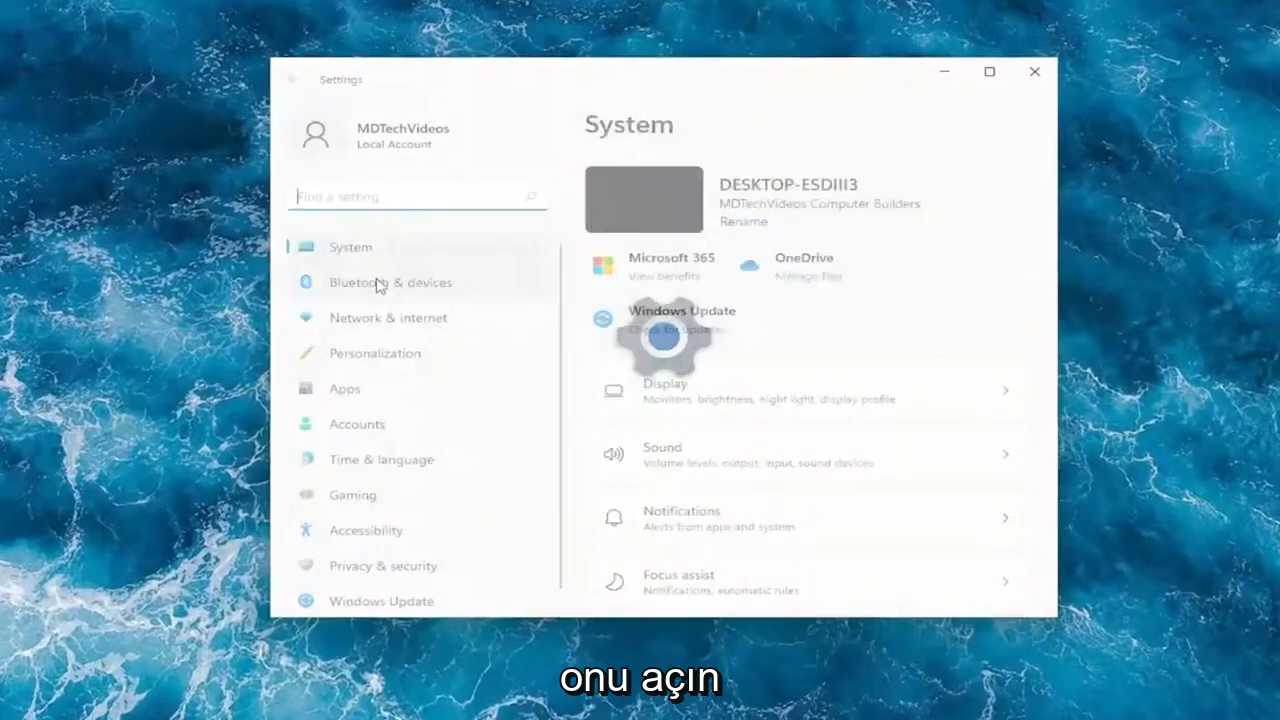 Settings
MDTechVideos
Local Account
Find a setting
System
Bluetooth & devices
Network & internet
Personalization
Apps
Accounts
Time & language
Gaming
Accessibility
Privacy & security
Windows Update
System
DESKTOP-ESDIII3
MDTechVideos Computer Builders
Rename
Microsoft 365
View benefits
OneDrive
Manage files
Windows Update
Check for updates
Display
Monitors, brightness, night light, display profile
Sound
Volume levels, output, input, sound devices
Notifications
Alerts from apps and system
Focus assist
Notifications, automatic rules
onu açın